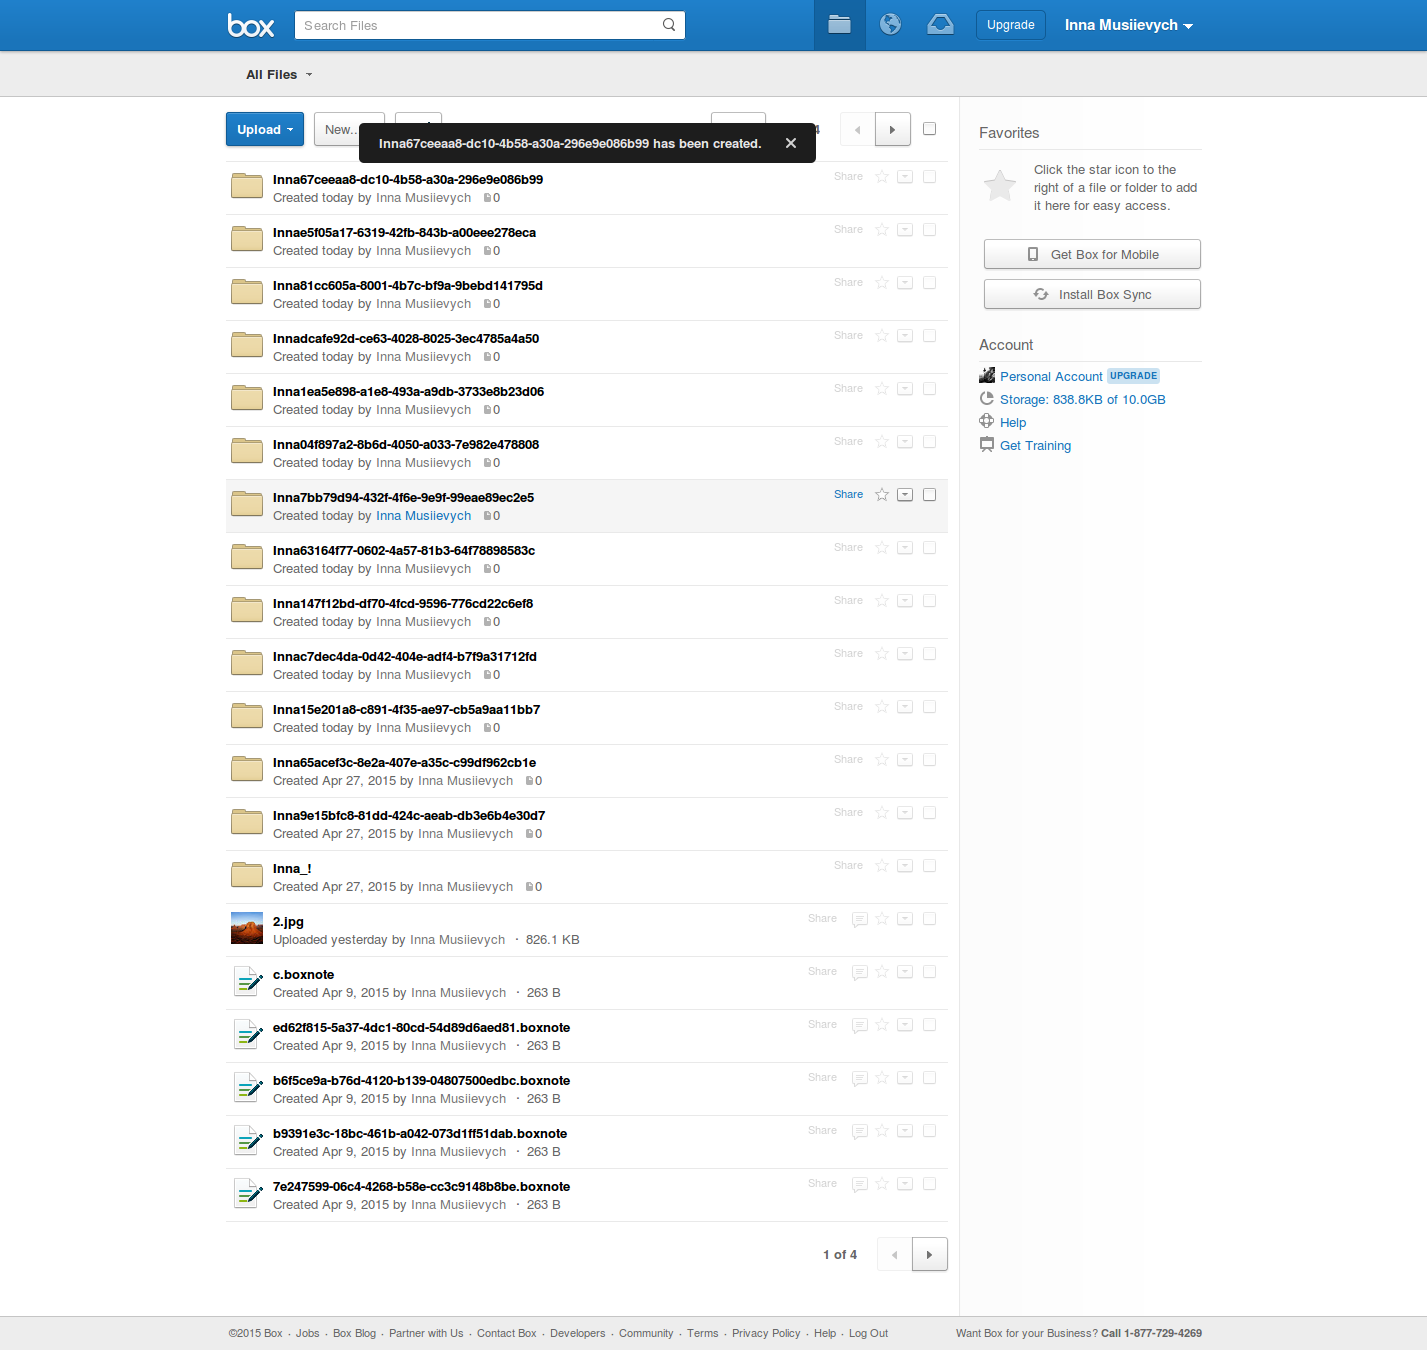 box
Search Files
Upgrade
Inna Musiievych
All Files
Upload
New..
4
Inna67ceeaa8-dc10-4b58-a30a-296e9e086b99 has been created.
Inna67ceeaa8-dc10-4b58-a30a-296e9e086b99
Share
Created today by Inna Musiievych 0
Innae5f05a17-6319-42fb-843b-a00eee278eca
Share
Created today by Inna Musiievych 0
Inna81cc605a-8001-4b7c-bf9a-9bebd141795d
Share
Created today by Inna Musiievych 0
Innadcafe92d-ce63-4028-8025-3ec4785a4a50
Share
Created today by Inna Musiievych 0
Inna1ea5e898-a1e8-493a-a9db-3733e8b23d06
Share
Created today by Inna Musiievych 0
Inna04f897a2-8b6d-4050-a033-7e982e478808
Share
Created today by Inna Musiievych 0
Inna7bb79d94-432f-4f6e-9e9f-99eae89ec2e5
Share
Created today by Inna Musiievych 0
Inna63164f77-0602-4a57-81b3-64f78898583c
Share
Created today by Inna Musiievych 0
Inna147f12bd-df70-4fcd-9596-776cd22c6ef8
Share
Created today by Inna Musiievych 0
Innac7dec4da-0d42-404e-adf4-b7f9a31712fd
Share
Created today by Inna Musiievych 0
Inna15e201a8-c891-4f35-ae97-cb5a9aa11bb7
Share
Created today by Inna Musiievych 0
Inna65acef3c-8e2a-407e-a35c-c99df962cb1e
Share
Created Apr 27, 2015 by Inna Musiievych 0
Inna9e15bfc8-81dd-424c-aeab-db3e6b4e30d7
Share
Created Apr 27, 2015 by Inna Musiievych 0
Inna_!
Share
Created Apr 27, 2015 by Inna Musiievych 0
2.jpg
Share
Uploaded yesterday by Inna Musiievych · 826.1 KB
c.boxnote
Share
Created Apr 9, 2015 by Inna Musiievych · 263 B
ed62f815-5a37-4dc1-80cd-54d89d6aed81.boxnote
Share
Created Apr 9, 2015 by Inna Musiievych · 263 B
b6f5ce9a-b76d-4120-b139-04807500edbc.boxnote
Share
Created Apr 9, 2015 by Inna Musiievych · 263 B
b9391e3c-18bc-461b-a042-073d1ff51dab.boxnote
Share
Created Apr 9, 2015 by Inna Musiievych · 263 B
7e247599-06c4-4268-b58e-cc3c9148b8be.boxnote
Share
Created Apr 9, 2015 by Inna Musiievych · 263 B
1 of 4
Favorites
Click the star icon to the
right of a file or folder to add
it here for easy access.
Get Box for Mobile
Install Box Sync
Account
Personal Account UPGRADE
Storage: 838.8KB of 10.0GB
Help
Get Training
©2015 Box · Jobs · Box Blog · Partner with Us · Contact Box · Developers · Community · Terms · Privacy Policy · Help · Log Out
Want Box for your Business? Call 1-877-729-4269